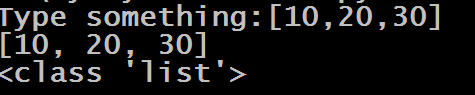 Type something:[10,20,30]
[10, 20, 30]
<class 'list'>